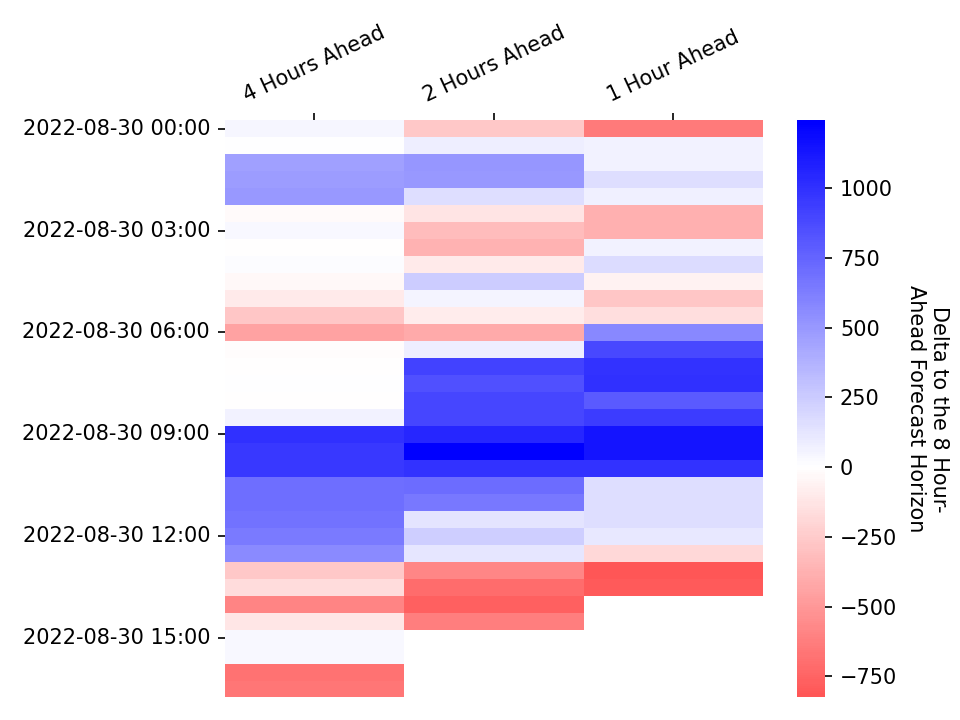 4 Hours Ahead
2 Hours Ahead
1 Hour Ahead
2022-08-30 00:00
2022-08-30 03:00
2022-08-30 06:00
2022-08-30 09:00
2022-08-30 12:00
2022-08-30 15:00
1000
750
500
250
0
−250
−500
−750
Delta to the 8 Hour-
Ahead Forecast Horizon